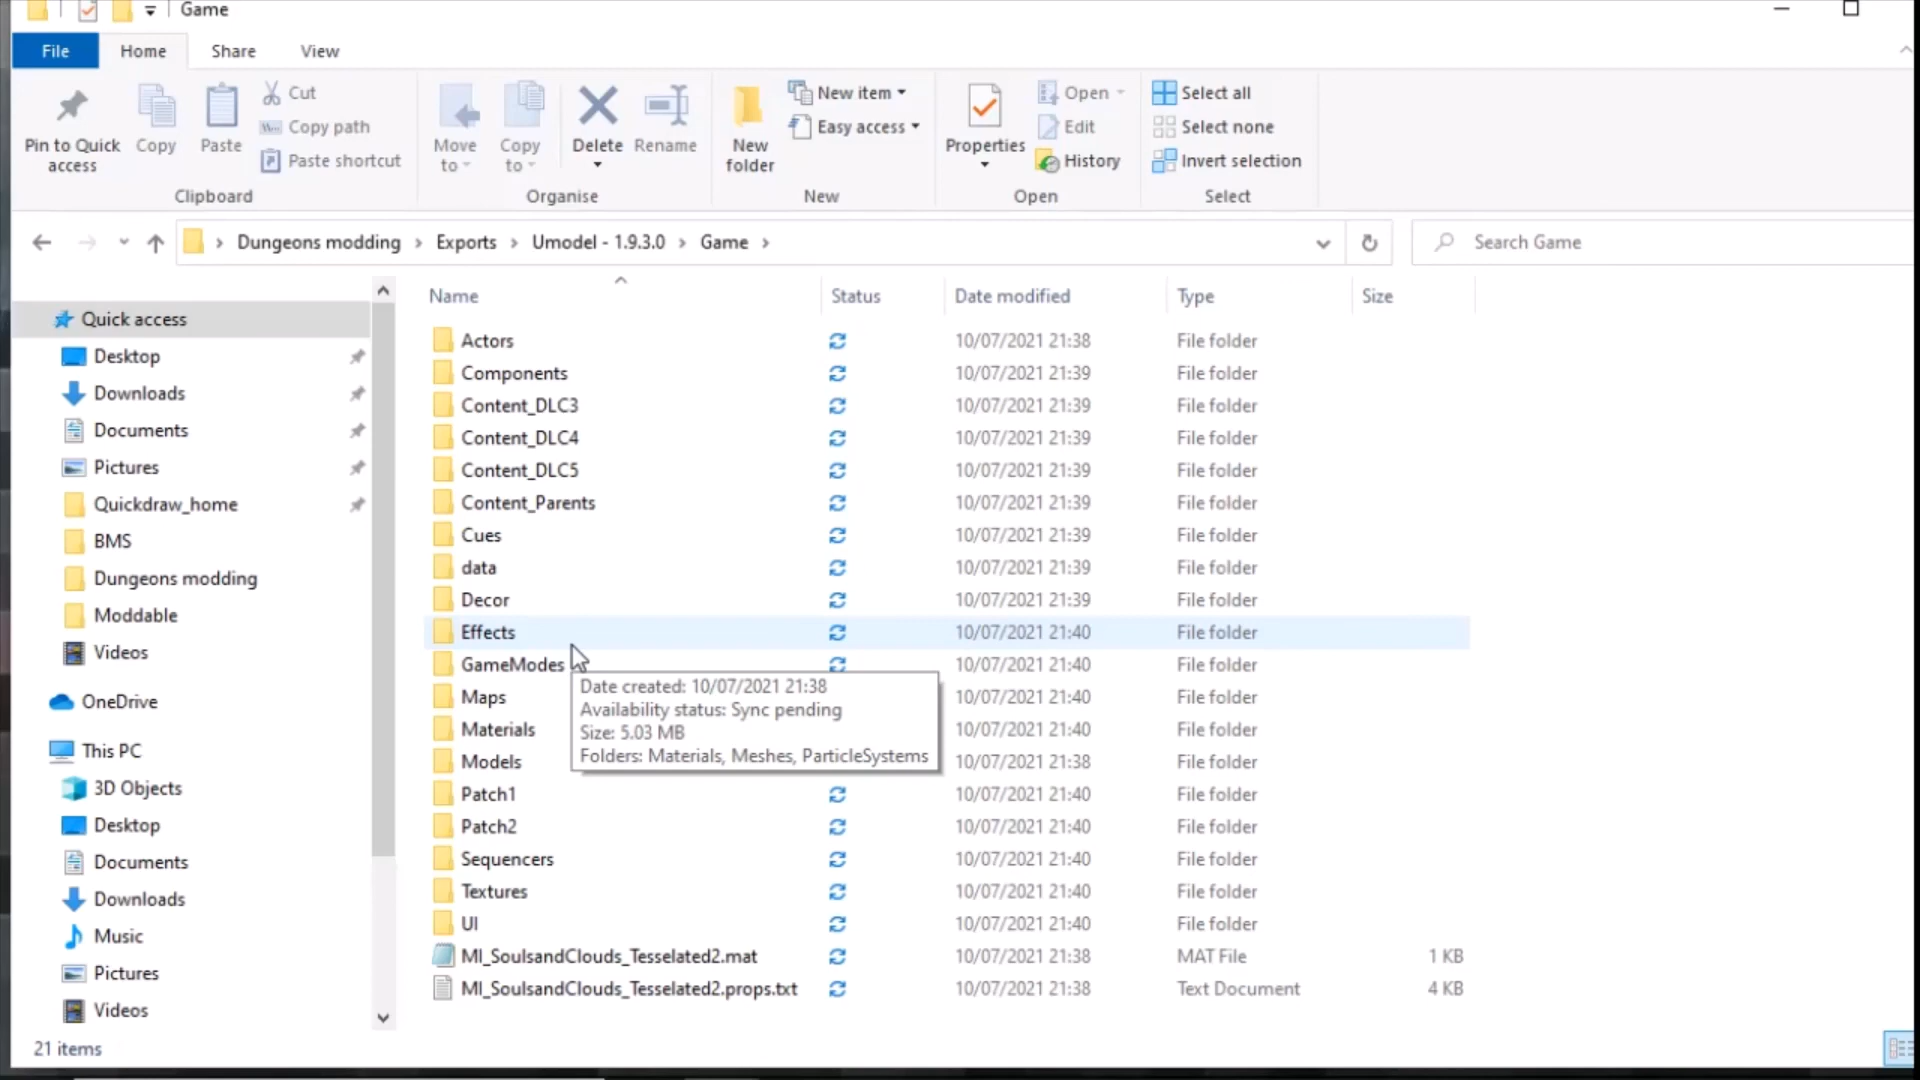 Game
File Home Share View
Pin to Quick access
Copy
Paste
Cut
Copy path
Paste shortcut
Clipboard
Move to
Copy to
Delete
Rename
Organise
New folder
New item
Easy access
New
Properties
Open
Edit
History
Open
Select all
Select none
Invert selection
Select
Dungeons modding › Exports › Umodel - 1.9.3.0 › Game ›
Search Game
Quick access
Desktop
Downloads
Documents
Pictures
Quickdraw_home
BMS
Dungeons modding
Moddable
Videos
OneDrive
This PC
3D Objects
Desktop
Documents
Downloads
Music
Pictures
Videos
Name Status Date modified Type Size
Actors 10/07/2021 21:38 File folder
Components 10/07/2021 21:39 File folder
Content_DLC3 10/07/2021 21:39 File folder
Content_DLC4 10/07/2021 21:39 File folder
Content_DLC5 10/07/2021 21:39 File folder
Content_Parents 10/07/2021 21:39 File folder
Cues 10/07/2021 21:39 File folder
data 10/07/2021 21:39 File folder
Decor 10/07/2021 21:39 File folder
Effects 10/07/2021 21:40 File folder
GameModes 10/07/2021 21:40 File folder
Maps 10/07/2021 21:40 File folder
Materials 10/07/2021 21:40 File folder
Models 10/07/2021 21:38 File folder
Patch1 10/07/2021 21:40 File folder
Patch2 10/07/2021 21:40 File folder
Sequencers 10/07/2021 21:40 File folder
Textures 10/07/2021 21:40 File folder
UI 10/07/2021 21:40 File folder
MI_SoulsandClouds_Tesselated2.mat 10/07/2021 21:38 MAT File 1 KB
MI_SoulsandClouds_Tesselated2.props.txt 10/07/2021 21:38 Text Document 4 KB
Date created: 10/07/2021 21:38
Availability status: Sync pending
Size: 5.03 MB
Folders: Materials, Meshes, ParticleSystems
21 items